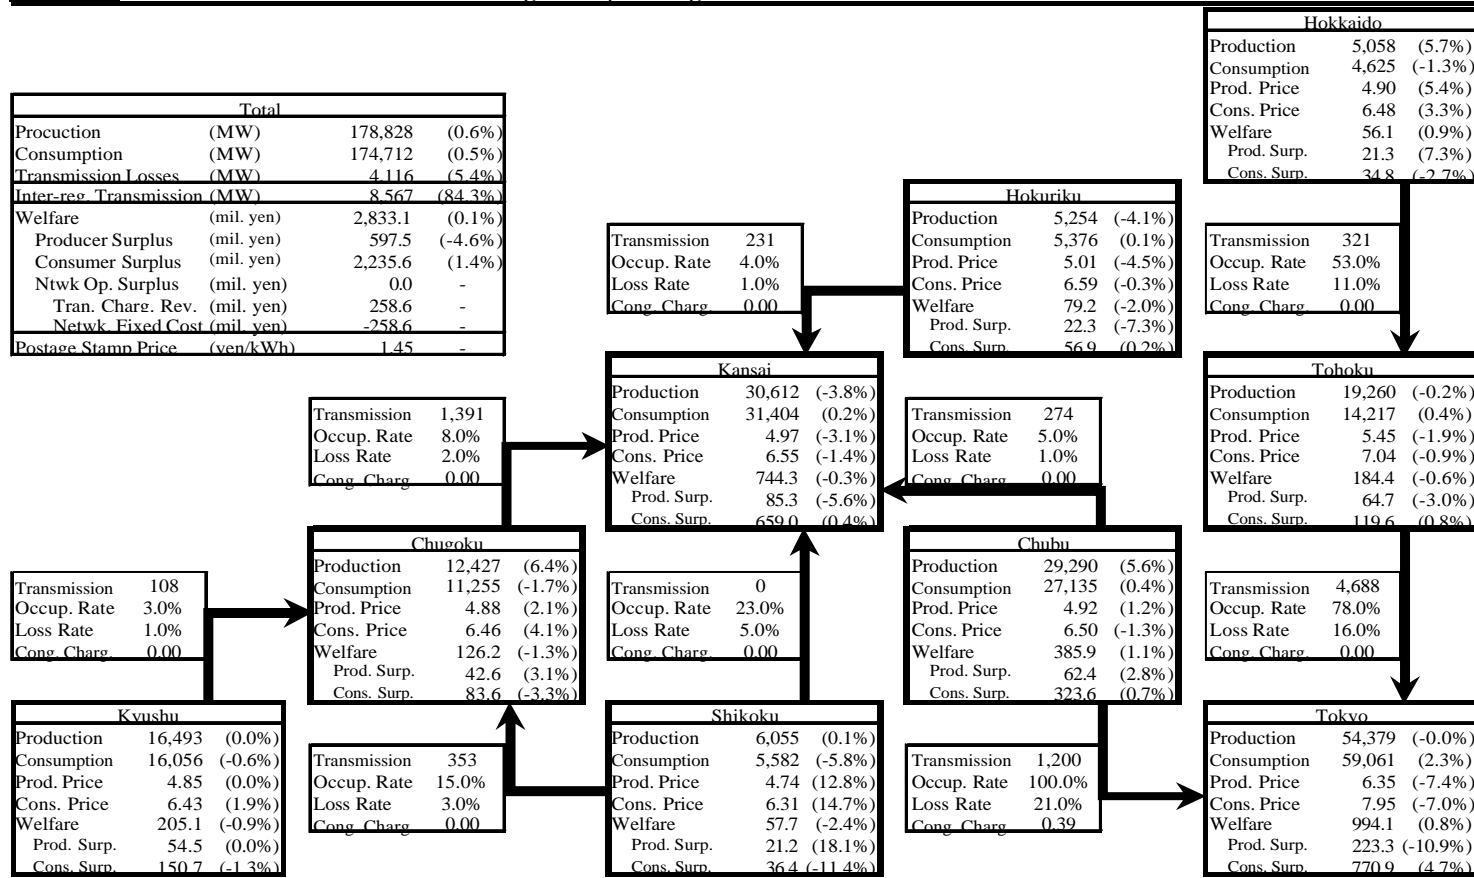 Hokkaido
Production 5,058 (5.7%)
Consumption 4,625 (-1.3%)
Prod. Price 4.90 (5.4%)
Cons. Price 6.48 (3.3%)
Welfare 56.1 (0.9%)
Prod. Surp. 21.3 (7.3%)
Cons. Surp. 34.8 (-2.7%)
Total
Procuction (MW) 178,828 (0.6%)
Consumption (MW) 174,712 (0.5%)
Transmission Losses (MW) 4,116 (5.4%)
Inter-reg. Transmission (MW) 8,567 (84.3%)
Welfare (mil. yen) 2,833.1 (0.1%)
Producer Surplus (mil. yen) 597.5 (-4.6%)
Consumer Surplus (mil. yen) 2,235.6 (1.4%)
Ntwk Op. Surplus (mil. yen) 0.0 -
Tran. Charg. Rev. (mil. yen) 258.6 -
Netwk. Fixed Cost (mil. yen) -258.6 -
Postage Stamp Price (yen/kWh) 1.45 -
Hokuriku
Production 5,254 (-4.1%)
Consumption 5,376 (0.1%)
Prod. Price 5.01 (-4.5%)
Cons. Price 6.59 (-0.3%)
Welfare 79.2 (-2.0%)
Prod. Surp. 22.3 (-7.3%)
Cons. Surp. 56.9 (0.2%)
Transmission 231
Occup. Rate 4.0%
Loss Rate 1.0%
Cong. Charg. 0.00
Transmission 321
Occup. Rate 53.0%
Loss Rate 11.0%
Cong. Charg. 0.00
Kansai
Production 30,612 (-3.8%)
Consumption 31,404 (0.2%)
Prod. Price 4.97 (-3.1%)
Cons. Price 6.55 (-1.4%)
Welfare 744.3 (-0.3%)
Prod. Surp. 85.3 (-5.6%)
Cons. Surp. 659.0 (0.4%)
Tohoku
Production 19,260 (-0.2%)
Consumption 14,217 (0.4%)
Prod. Price 5.45 (-1.9%)
Cons. Price 7.04 (-0.9%)
Welfare 184.4 (-0.6%)
Prod. Surp. 64.7 (-3.0%)
Cons. Surp. 119.6 (0.8%)
Transmission 1,391
Occup. Rate 8.0%
Loss Rate 2.0%
Cong. Charg. 0.00
Transmission 274
Occup. Rate 5.0%
Loss Rate 1.0%
Cong. Charg. 0.00
Chugoku
Production 12,427 (6.4%)
Consumption 11,255 (-1.7%)
Prod. Price 4.88 (2.1%)
Cons. Price 6.46 (4.1%)
Welfare 126.2 (-1.3%)
Prod. Surp. 42.6 (3.1%)
Cons. Surp. 83.6 (-3.3%)
Chubu
Production 29,290 (5.6%)
Consumption 27,135 (0.4%)
Prod. Price 4.92 (1.2%)
Cons. Price 6.50 (-1.3%)
Welfare 385.9 (1.1%)
Prod. Surp. 62.4 (2.8%)
Cons. Surp. 323.6 (0.7%)
Transmission 108
Occup. Rate 3.0%
Loss Rate 1.0%
Cong. Charg. 0.00
Transmission 0
Occup. Rate 23.0%
Loss Rate 5.0%
Cong. Charg. 0.00
Transmission 4,688
Occup. Rate 78.0%
Loss Rate 16.0%
Cong. Charg. 0.00
Kyushu
Production 16,493 (0.0%)
Consumption 16,056 (-0.6%)
Prod. Price 4.85 (0.0%)
Cons. Price 6.43 (1.9%)
Welfare 205.1 (-0.9%)
Prod. Surp. 54.5 (0.0%)
Cons. Surp. 150.7 (-1.3%)
Transmission 353
Occup. Rate 15.0%
Loss Rate 3.0%
Cong. Charg. 0.00
Shikoku
Production 6,055 (0.1%)
Consumption 5,582 (-5.8%)
Prod. Price 4.74 (12.8%)
Cons. Price 6.31 (14.7%)
Welfare 57.7 (-2.4%)
Prod. Surp. 21.2 (18.1%)
Cons. Surp. 36.4 (-11.4%)
Transmission 1,200
Occup. Rate 100.0%
Loss Rate 21.0%
Cong. Charg. 0.39
Tokyo
Production 54,379 (-0.0%)
Consumption 59,061 (2.3%)
Prod. Price 6.35 (-7.4%)
Cons. Price 7.95 (-7.0%)
Welfare 994.1 (0.8%)
Prod. Surp. 223.3 (-10.9%)
Cons. Surp. 770.9 (4.7%)